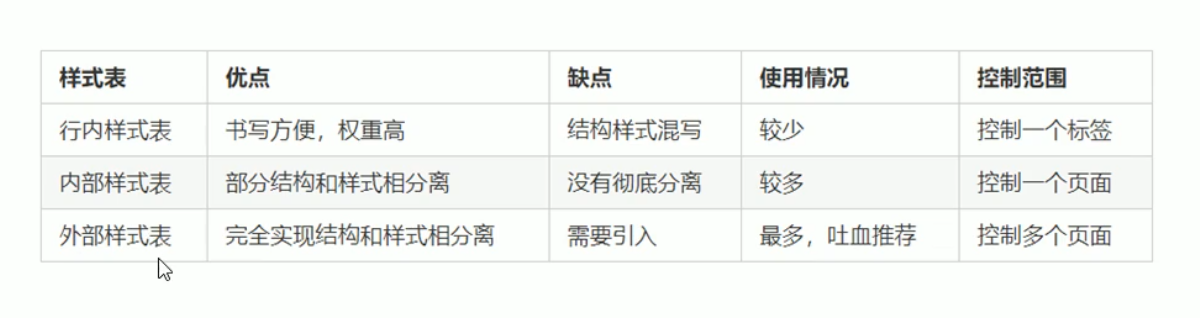 样式表 优点 缺点 使用情况 控制范围
行内样式表 书写方便，权重高 结构样式混写 较少 控制一个标签
内部样式表 部分结构和样式相分离 没有彻底分离 较多 控制一个页面
外部样式表 完全实现结构和样式相分离 需要引入 最多，吐血推荐 控制多个页面